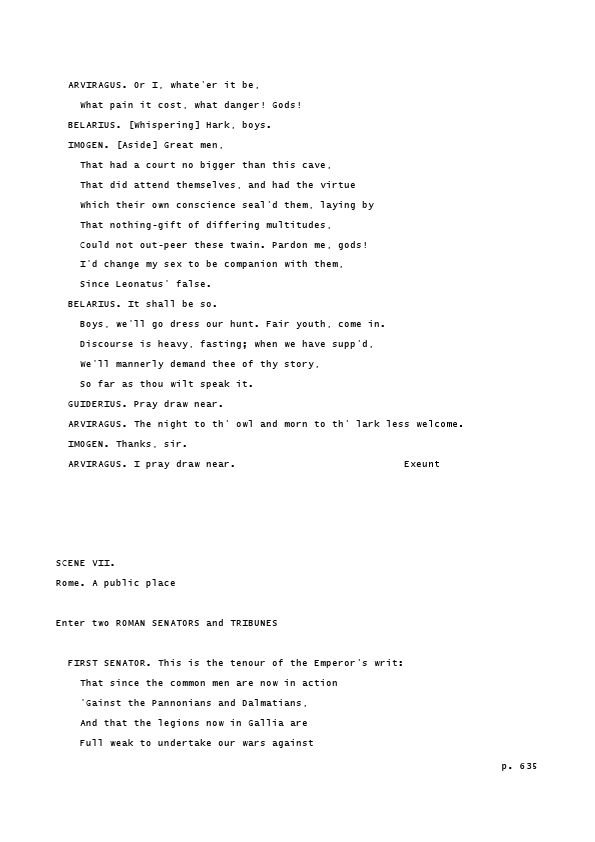 ARVIRAGUS. Or I, whate'er it be,
What pain it cost, what danger! Gods!
BELARIUS. [Whispering] Hark, boys.
IMOGEN. [Aside] Great men,
That had a court no bigger than this cave,
That did attend themselves, and had the virtue
Which their own conscience seal'd them, laying by
That nothing-gift of differing multitudes,
Could not out-peer these twain. Pardon me, gods!
I'd change my sex to be companion with them,
Since Leonatus' false.
BELARIUS. It shall be so.
Boys, we'll go dress our hunt. Fair youth, come in.
Discourse is heavy, fasting; when we have supp'd,
We'll mannerly demand thee of thy story,
So far as thou wilt speak it.
GUIDERIUS. Pray draw near.
ARVIRAGUS. The night to th' owl and morn to th' lark less welcome.
IMOGEN. Thanks, sir.
ARVIRAGUS. I pray draw near. Exeunt
SCENE VII.
Rome. A public place
Enter two ROMAN SENATORS and TRIBUNES
FIRST SENATOR. This is the tenour of the Emperor's writ:
That since the common men are now in action
'Gainst the Pannonians and Dalmatians,
And that the legions now in Gallia are
Full weak to undertake our wars against
p. 635